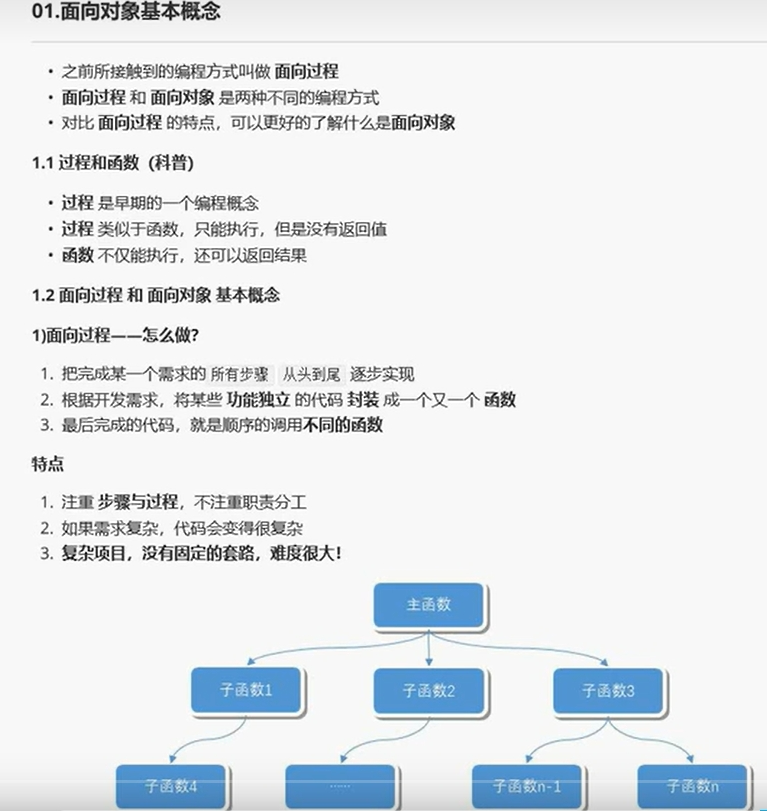 01.面向对象基本概念
• 之前所接触到的编程方式叫做 面向过程
• 面向过程 和 面向对象 是两种不同的编程方式
• 对比 面向过程 的特点，可以更好的了解什么是面向对象
1.1 过程和函数（科普）
• 过程 是早期的一个编程概念
• 过程 类似于函数，只能执行，但是没有返回值
• 函数 不仅能执行，还可以返回结果
1.2 面向过程 和 面向对象 基本概念
1)面向过程——怎么做?
1. 把完成某一个需求的 所有步骤 从头到尾 逐步实现
2. 根据开发需求，将某些 功能独立 的代码 封装 成一个又一个 函数
3. 最后完成的代码，就是顺序的调用不同的函数
特点
1. 注重 步骤与过程，不注重职责分工
2. 如果需求复杂，代码会变得很复杂
3. 复杂项目，没有固定的套路，难度很大！
主函数
子函数1 子函数2 子函数3
子函数4 …… 子函数n-1 子函数n